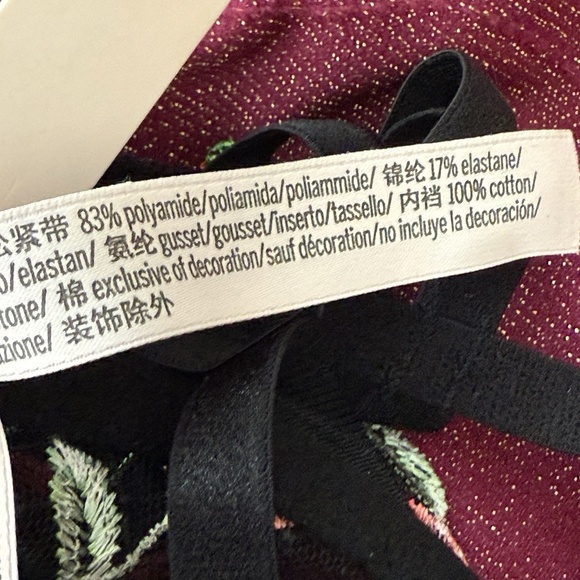 松紧带 83% polyamide/poliamida/poliammide/ 锦纶 17% elastane/
o/elastan/ 氨纶 gusset/gousset/inserto/tassello/ 内裆 100% cotton/
tone/ 棉 exclusive of decoration/sauf décoration/no incluye la decoración/
zione/ 装饰除外